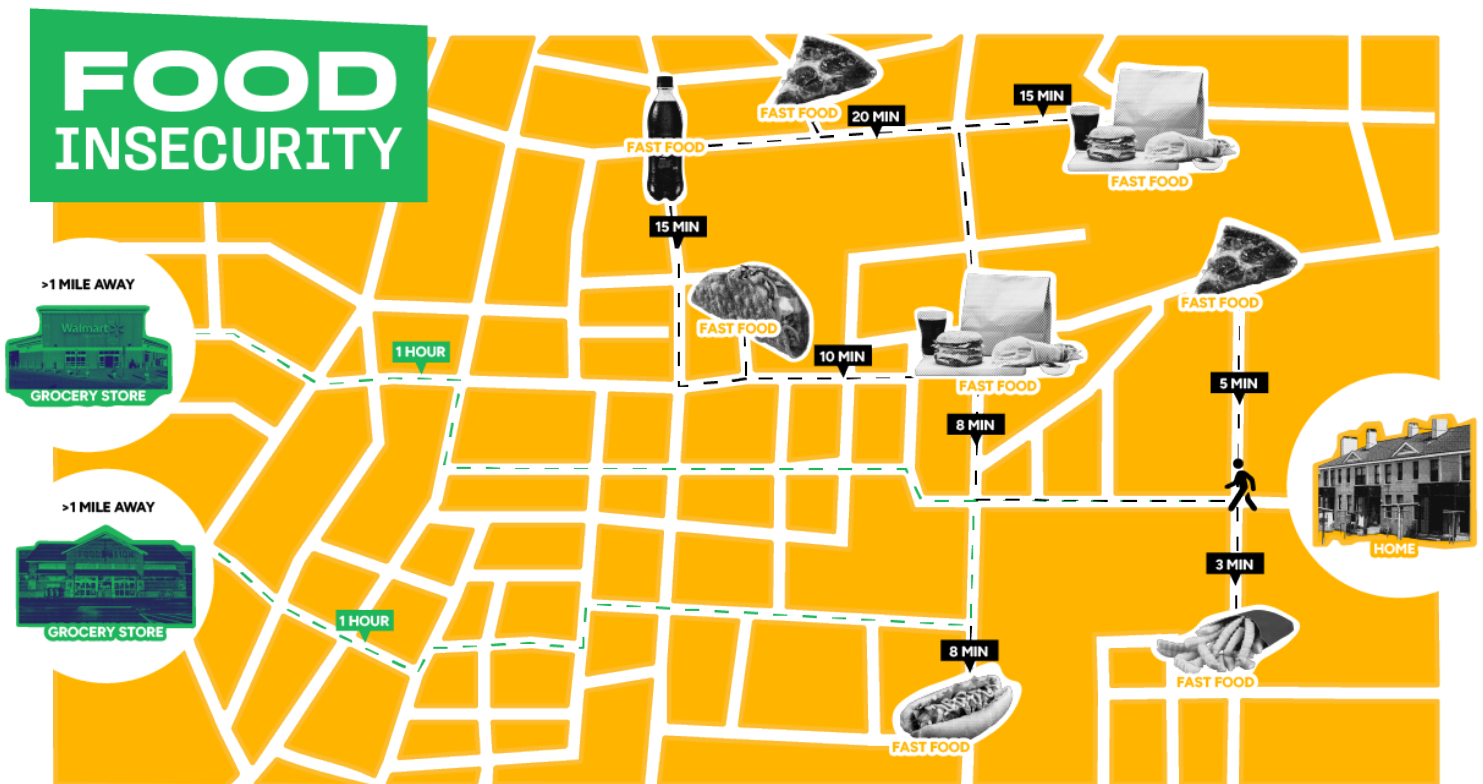 FOOD
INSECURITY
FAST FOOD
20 MIN
15 MIN
FAST FOOD
FAST FOOD
15 MIN
>1 MILE AWAY
Walmart
GROCERY STORE
1 HOUR
FAST FOOD
10 MIN
FAST FOOD
FAST FOOD
5 MIN
8 MIN
>1 MILE AWAY
GROCERY STORE
HOME
3 MIN
1 HOUR
8 MIN
FAST FOOD
FAST FOOD